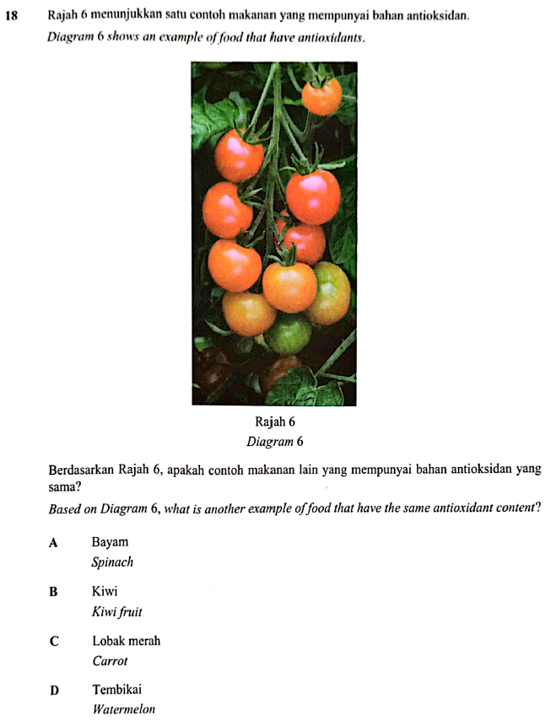 18 Rajah 6 menunjukkan satu contoh makanan yang mempunyai bahan antioksidan.
Diagram 6 shows an example of food that have antioxidants.
Rajah 6
Diagram 6
Berdasarkan Rajah 6, apakah contoh makanan lain yang mempunyai bahan antioksidan yang
sama?
Based on Diagram 6, what is another example of food that have the same antioxidant content?
A Bayam
Spinach
B Kiwi
Kiwi fruit
C Lobak merah
Carrot
D Tembikai
Watermelon